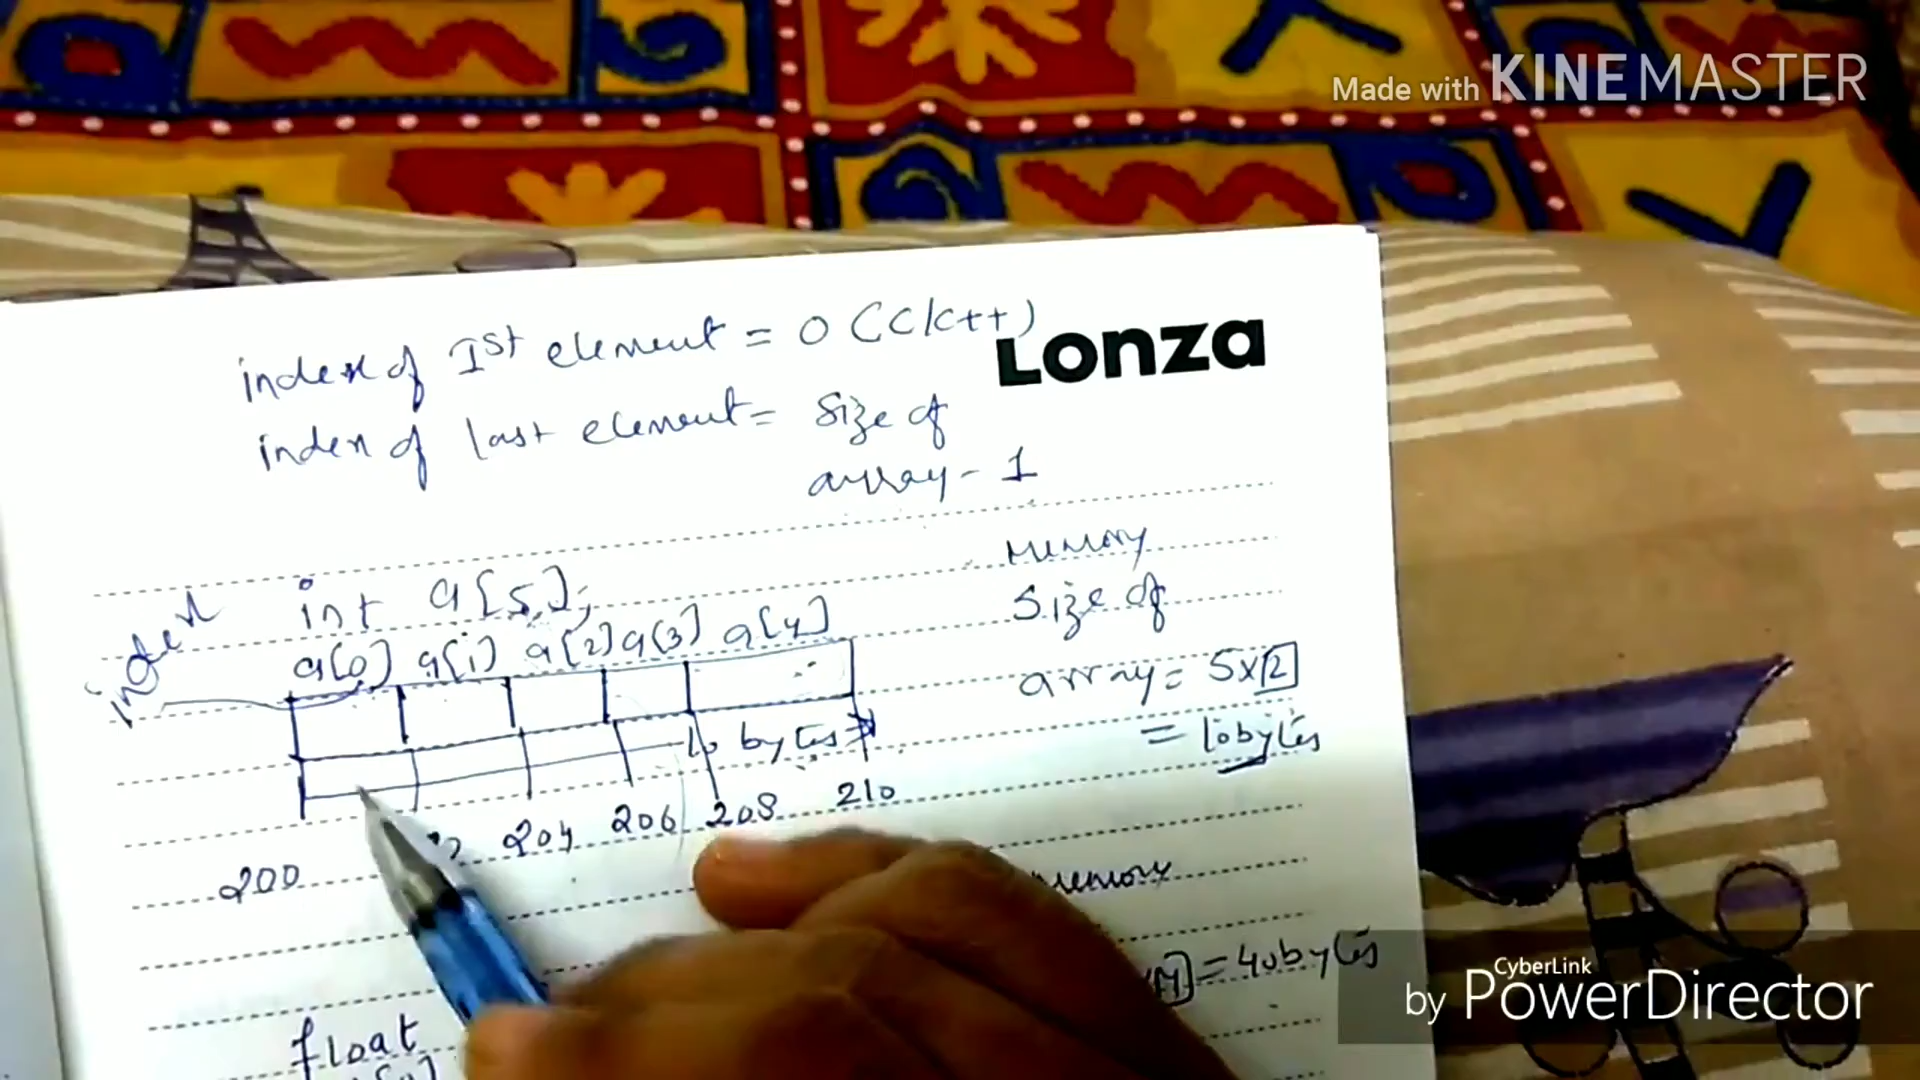 Made with KINEMASTER
index of Ist element = 0 (C/C++)
Lonza
index of last element = Size of
array - 1
int a[5];
index
a[0] a[1] a[2] a[3] a[4]
10 bytes
200 204 206 208 210
Memory
Size of
array = 5x2
= 10bytes
memory
= 40bytes
float
CyberLink
by PowerDirector